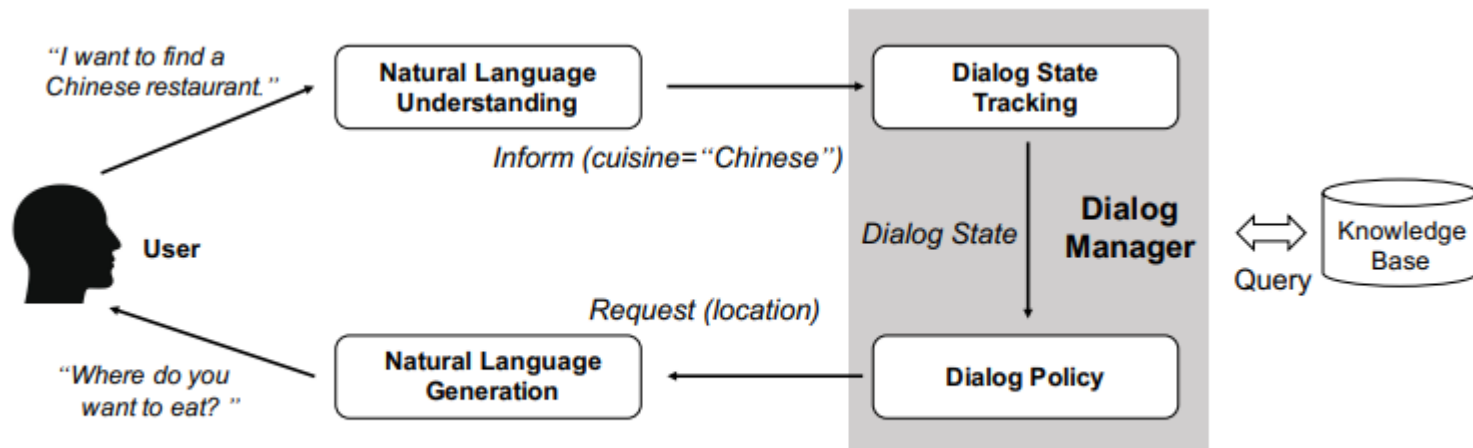 “I want to find a
Chinese restaurant.”
Natural Language
Understanding
Dialog State
Tracking
Inform (cuisine=“Chinese”)
User
Dialog State
Dialog
Manager
Query
Knowledge
Base
Request (location)
“Where do you
want to eat? ”
Natural Language
Generation
Dialog Policy